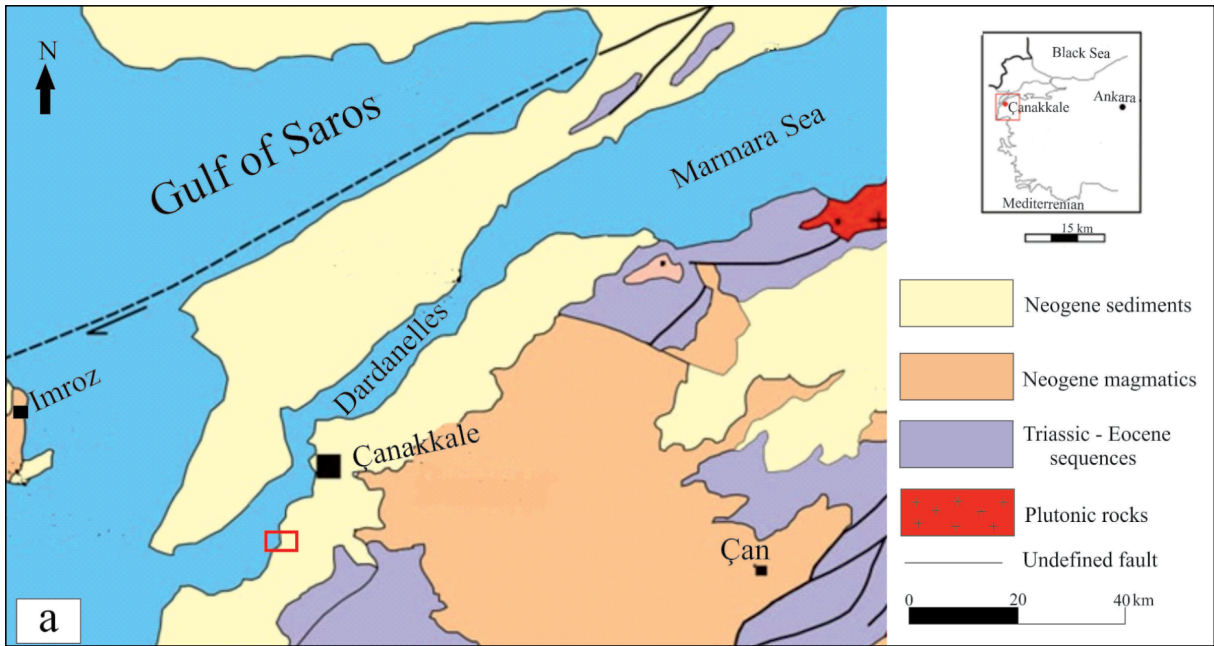 N
Gulf of Saros
Marmara Sea
Dardanelles
Imroz
Çanakkale
Çan
a
Black Sea
Ankara
Çanakkale
Mediterrenian
15 km
Neogene sediments
Neogene magmatics
Triassic - Eocene
sequences
Plutonic rocks
Undefined fault
0 20 40 km